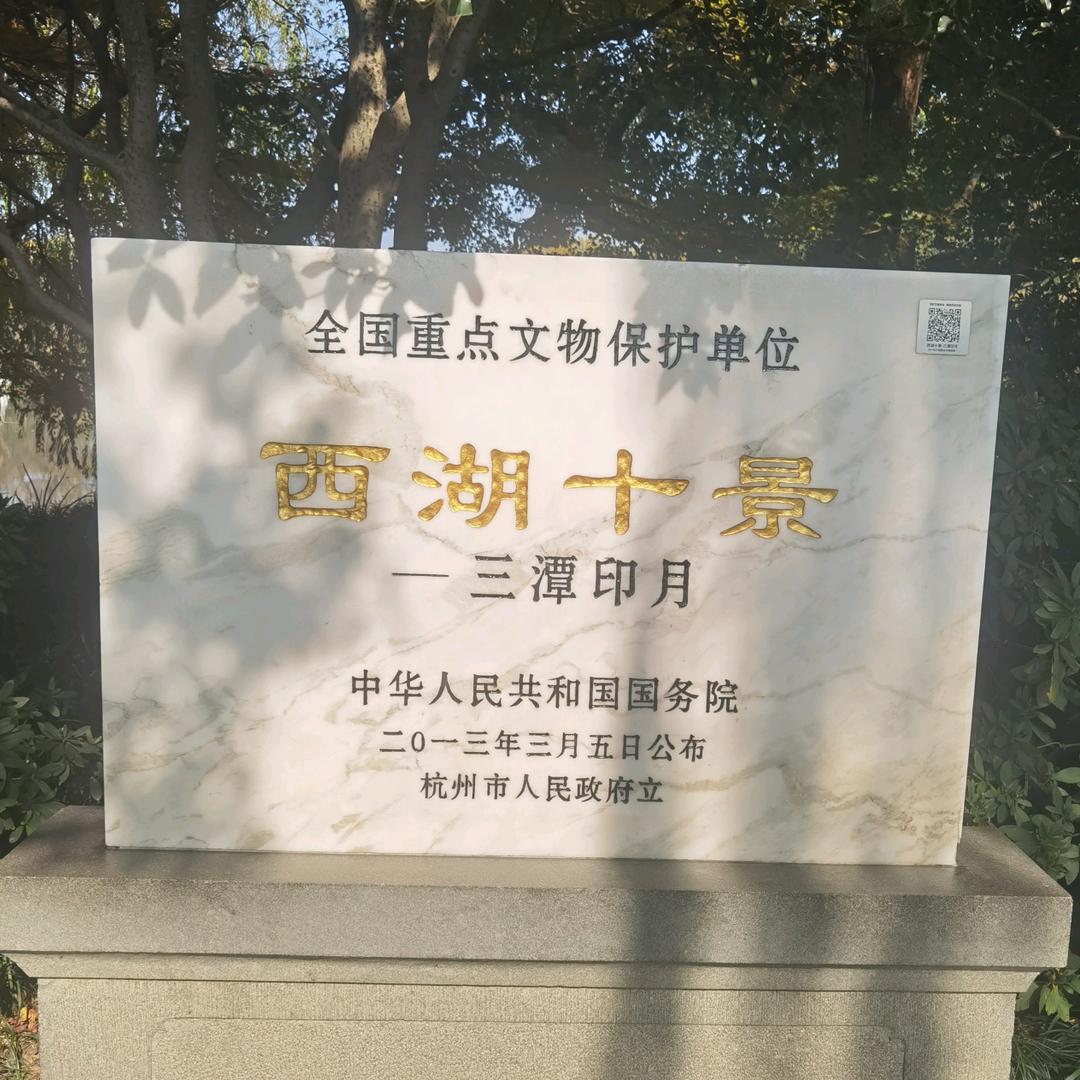 全国重点文物保护单位
西湖十景
—三潭印月
中华人民共和国国务院
二0一三年三月五日公布
杭州市人民政府立